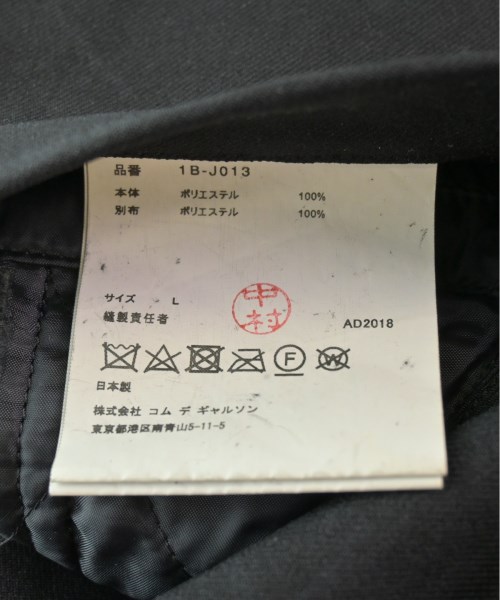 品番 1B-J013
本体 ポリエステル 100%
別布 ポリエステル 100%
サイズ L
中村
縫製責任者
AD2018
F W
日本製
株式会社 コム デ ギャルソン
東京都港区南青山5-11-5